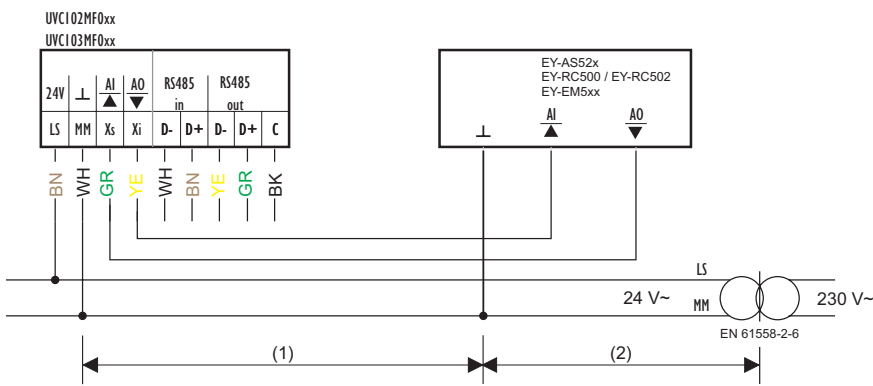 UVC102MF0xx
UVC103MF0xx
24V ⊥ AI AO RS485 in RS485 out
LS MM Xs Xi D- D+ D- D+ C
BN WH GR YE WH BN YE GR BK
EY-AS52x
EY-RC500 / EY-RC502
EY-EM5xx
⊥ AI AO
LS
24 V~ MM 230 V~
EN 61558-2-6
(1) (2)